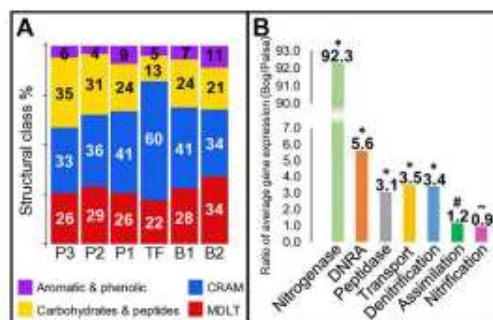 A
Structural class %
6 4 9 5 7 11
35 31 24 13 24 21
33 36 41 60 41 34
26 29 26 22 28 34
P3 P2 P1 TF B1 B2
Aromatic & phenolic
CRAM
Carbohydrates & peptides
MDLT
B
Ratio of average gene expression (Bog/Palsa)
93.0
92.0
91.0
90.0
7.0
6.0
5.0
4.0
3.0
2.0
1.0
0.0
* * * * * # ~
92.3 5.6 3.1 3.5 3.4 1.2 0.9
Nitrogenase
DNRA
Peptidase
Transport
Denitrification
Assimilation
Nitrification